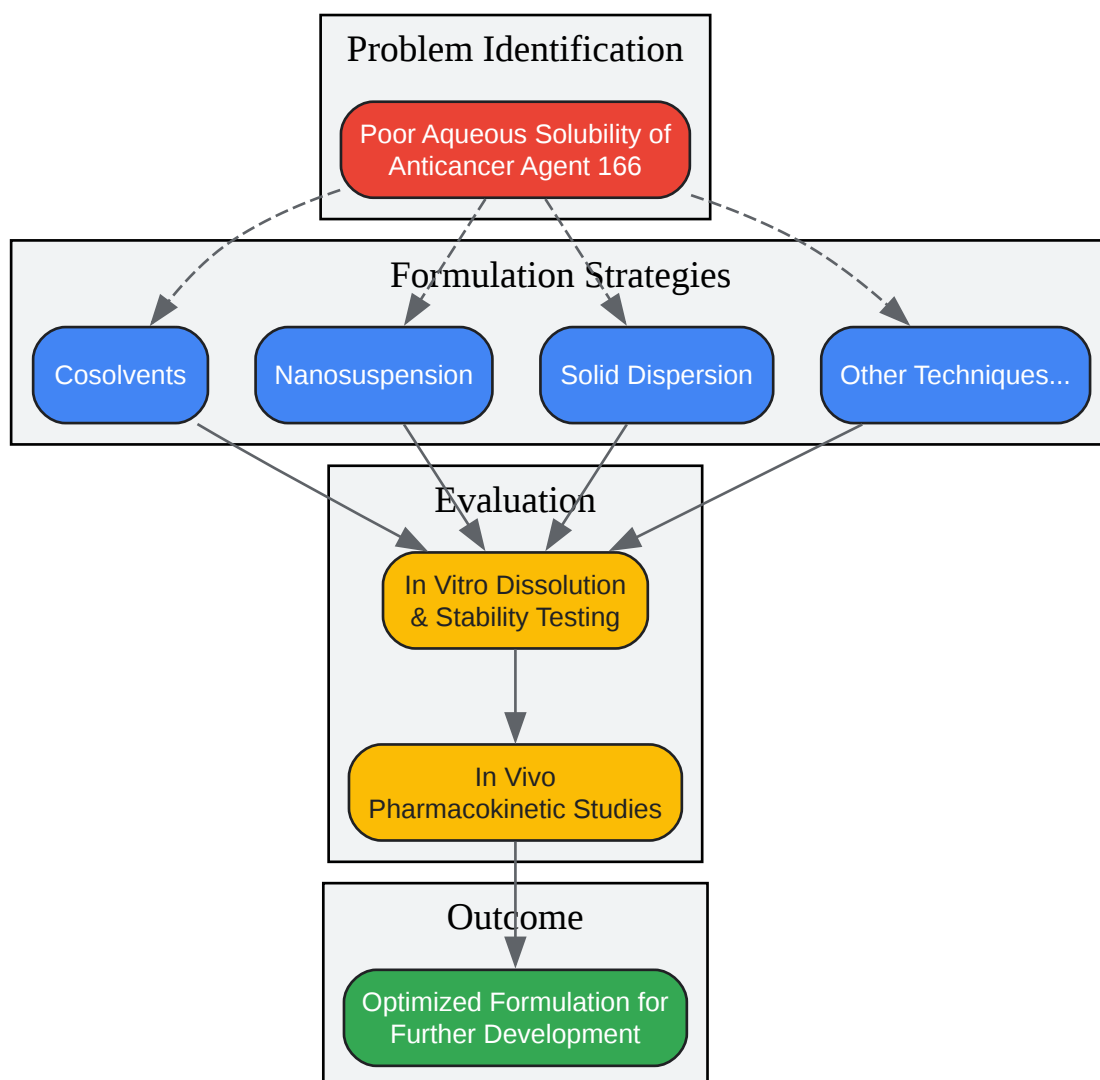 Problem Identification
Poor Aqueous Solubility of
Anticancer Agent 166
Formulation Strategies
Cosolvents
Nanosuspension
Solid Dispersion
Other Techniques...
Evaluation
In Vitro Dissolution
& Stability Testing
In Vivo
Pharmacokinetic Studies
Outcome
Optimized Formulation for
Further Development